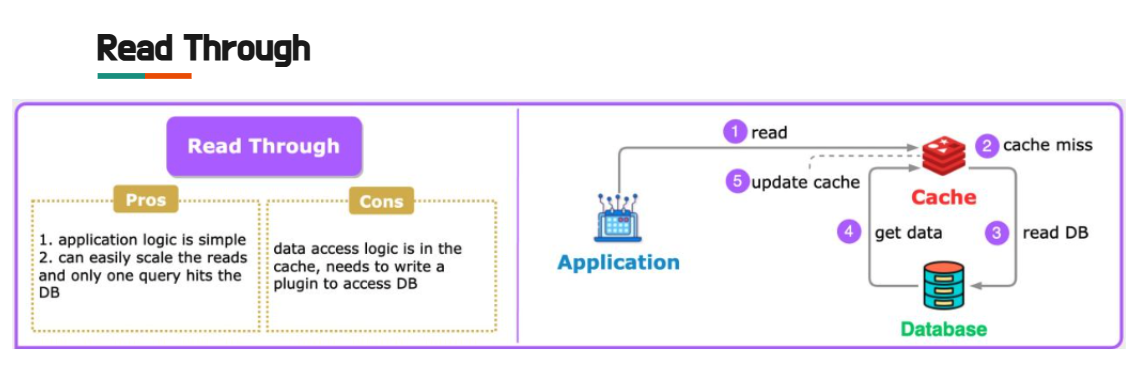 Read Through
Read Through
Pros
1. application logic is simple
2. can easily scale the reads
and only one query hits the
DB
Cons
data access logic is in the
cache, needs to write a
plugin to access DB
1 read
2 cache miss
5 update cache
Cache
4 get data
3 read DB
Application
Database